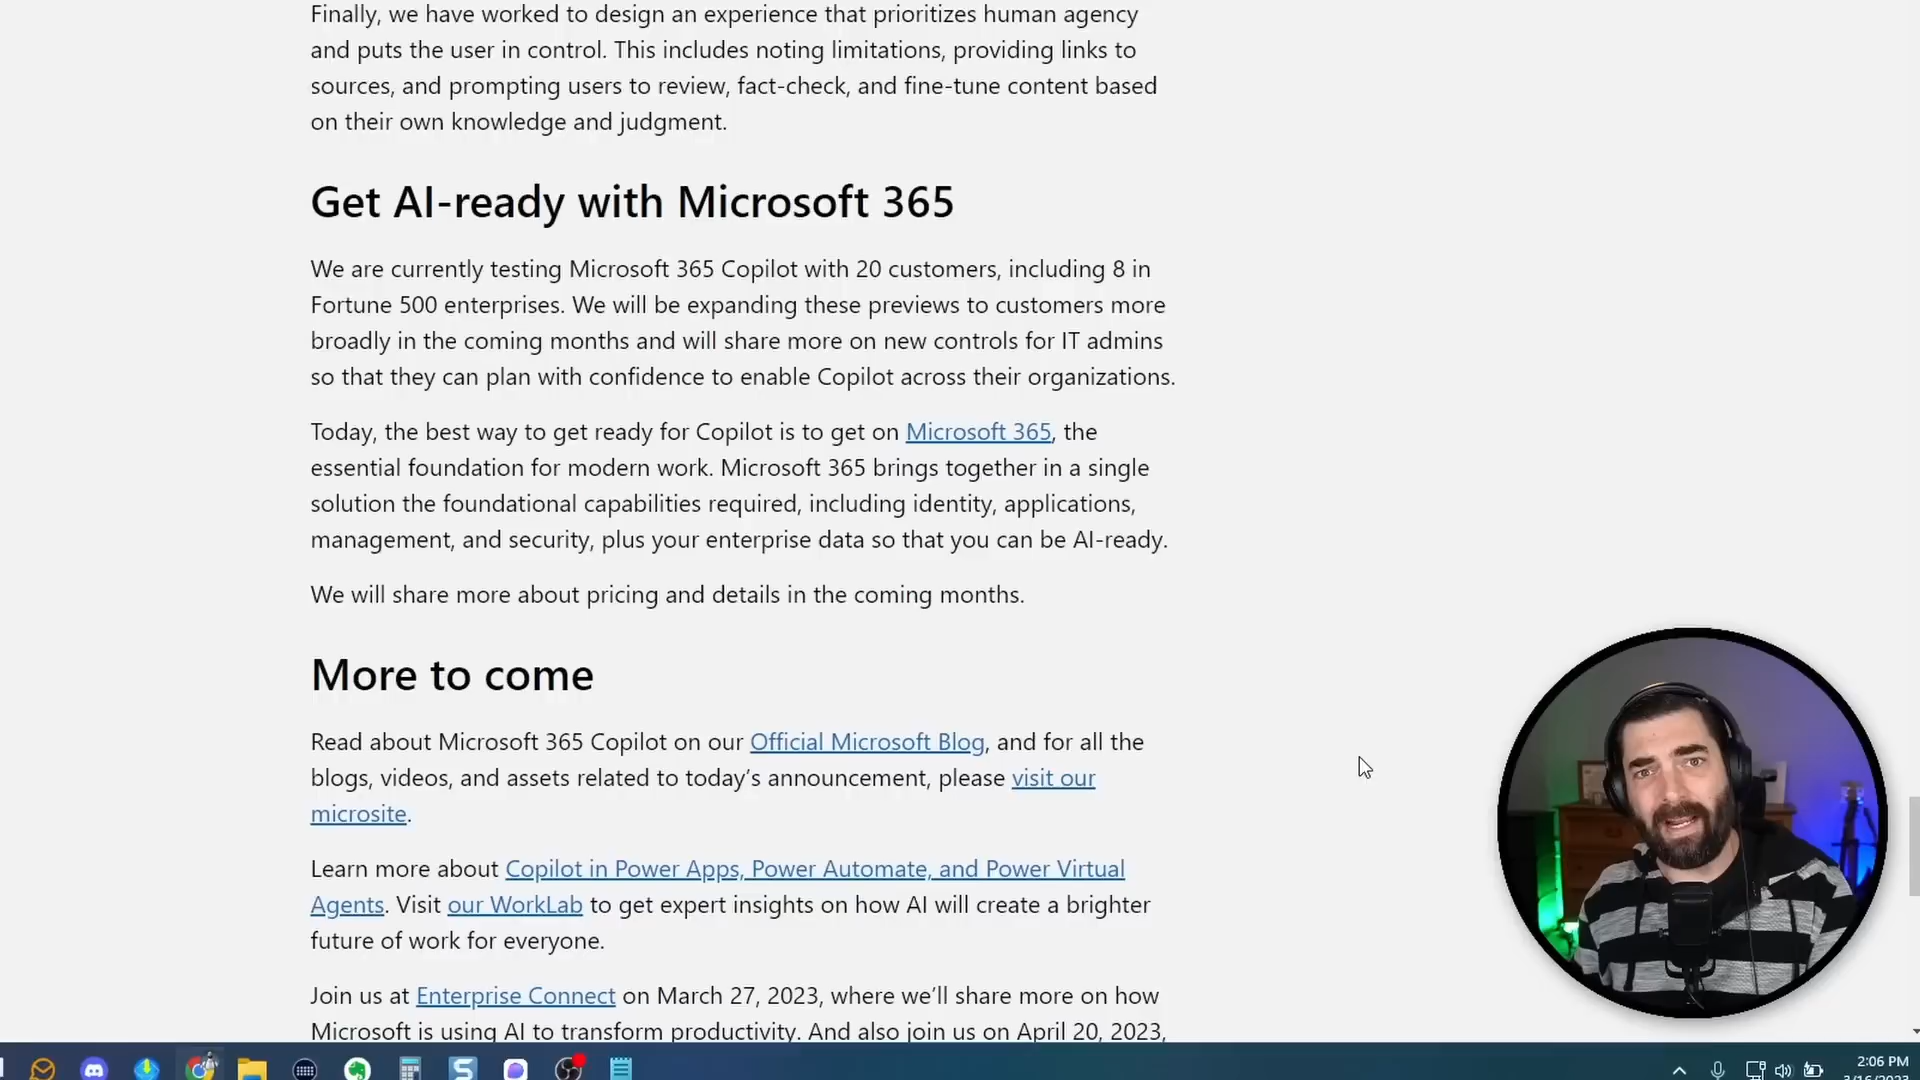 Finally, we have worked to design an experience that prioritizes human agency
and puts the user in control. This includes noting limitations, providing links to
sources, and prompting users to review, fact-check, and fine-tune content based
on their own knowledge and judgment.
Get AI-ready with Microsoft 365
We are currently testing Microsoft 365 Copilot with 20 customers, including 8 in
Fortune 500 enterprises. We will be expanding these previews to customers more
broadly in the coming months and will share more on new controls for IT admins
so that they can plan with confidence to enable Copilot across their organizations.
Today, the best way to get ready for Copilot is to get on Microsoft 365, the
essential foundation for modern work. Microsoft 365 brings together in a single
solution the foundational capabilities required, including identity, applications,
management, and security, plus your enterprise data so that you can be AI-ready.
We will share more about pricing and details in the coming months.
More to come
Read about Microsoft 365 Copilot on our Official Microsoft Blog, and for all the
blogs, videos, and assets related to today’s announcement, please visit our
microsite.
Learn more about Copilot in Power Apps, Power Automate, and Power Virtual
Agents. Visit our WorkLab to get expert insights on how AI will create a brighter
future of work for everyone.
Join us at Enterprise Connect on March 27, 2023, where we’ll share more on how
Microsoft is using AI to transform productivity. And also join us on April 20, 2023,
2:06 PM
3/16/2023